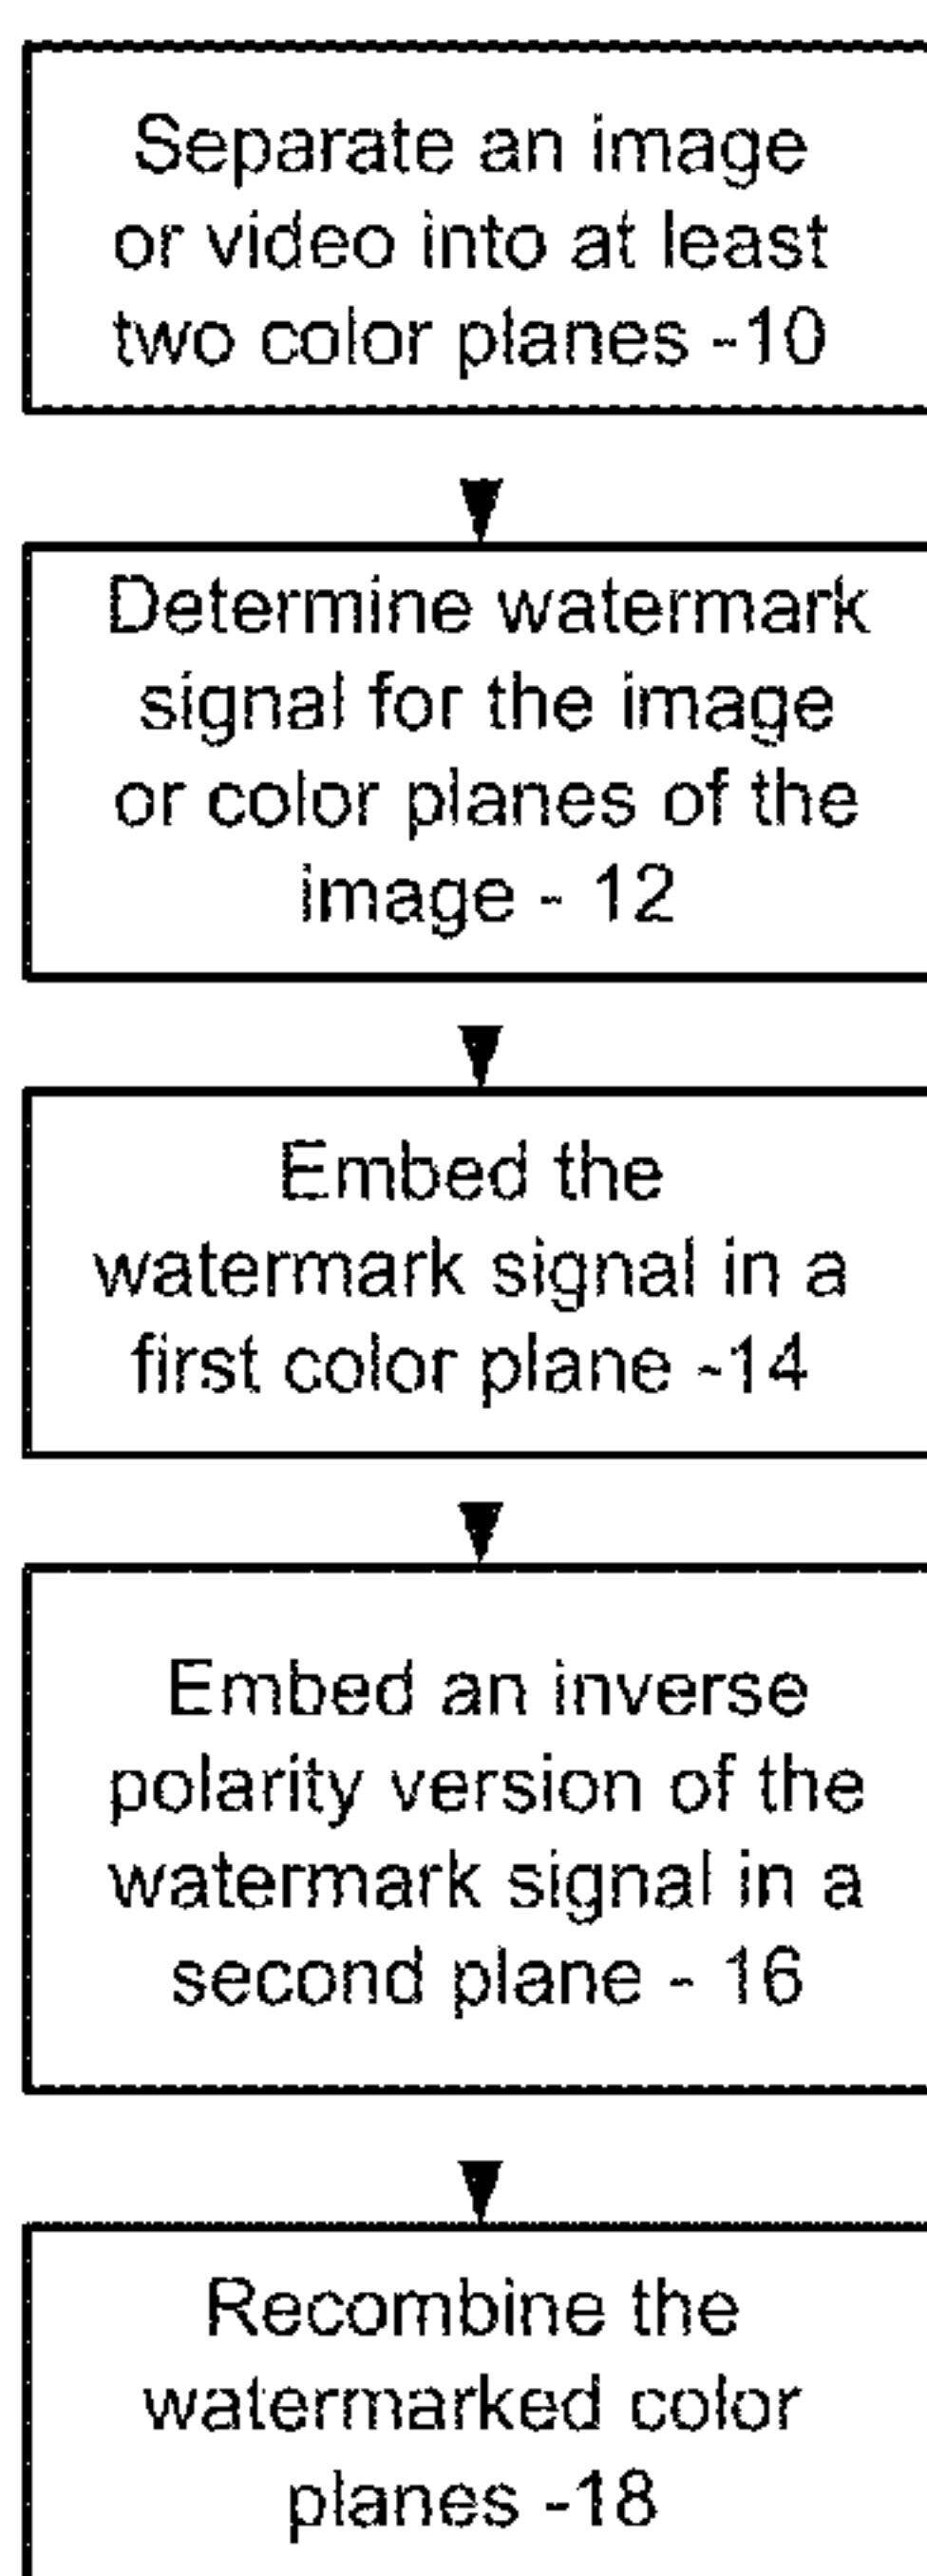 Separate an image
or video into at least
two color planes -10
Determine watermark
signal for the image
or color planes of the
image - 12
Embed the
watermark signal in a
first color plane -14
Embed an inverse
polarity version of the
watermark signal in a
second plane - 16
Recombine the
watermarked color
planes -18